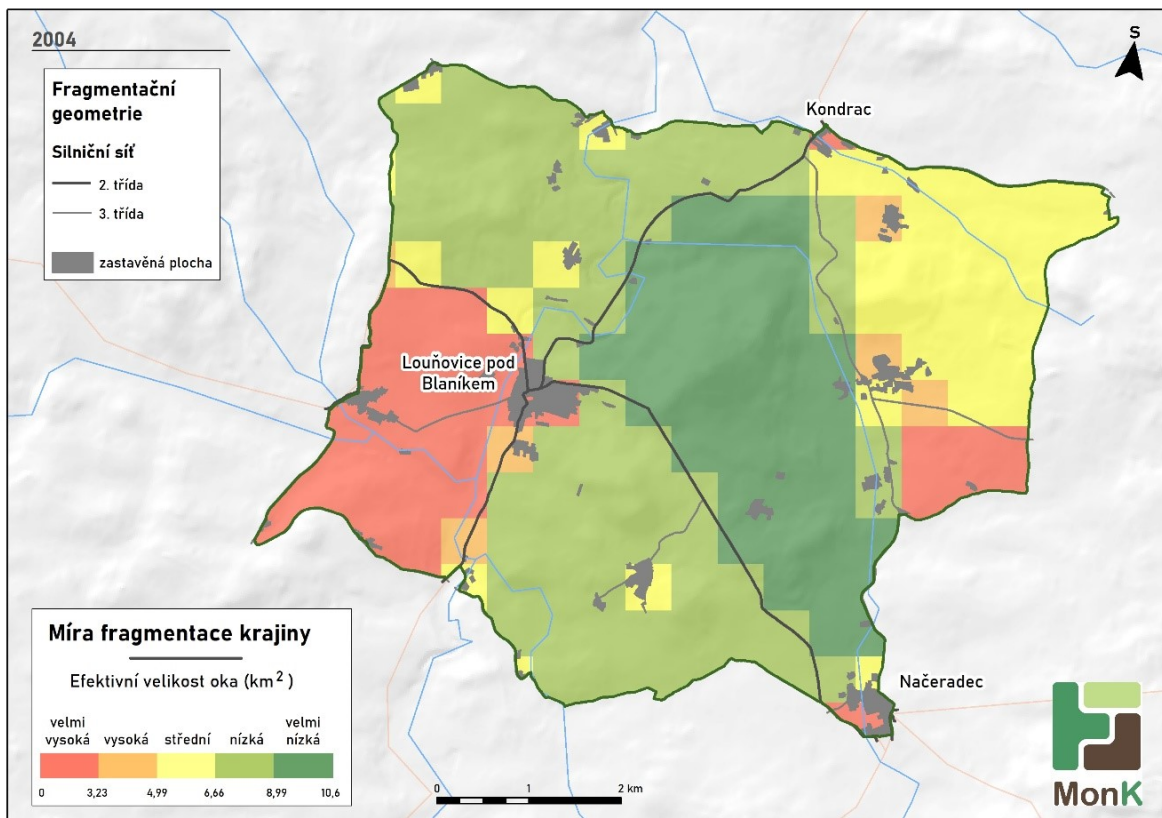 2004
Fragmentační
geometrie
Silniční síť
2. třída
3. třída
zastavěná plocha
S
Kondrac
Louňovice pod
Blaníkem
Načeradec
Míra fragmentace krajiny
Efektivní velikost oka (km²)
velmi vysoká
vysoká
střední
nízká
velmi nízká
0 3,23 4,99 6,66 8,99 10,6
0 1 2 km
MonK